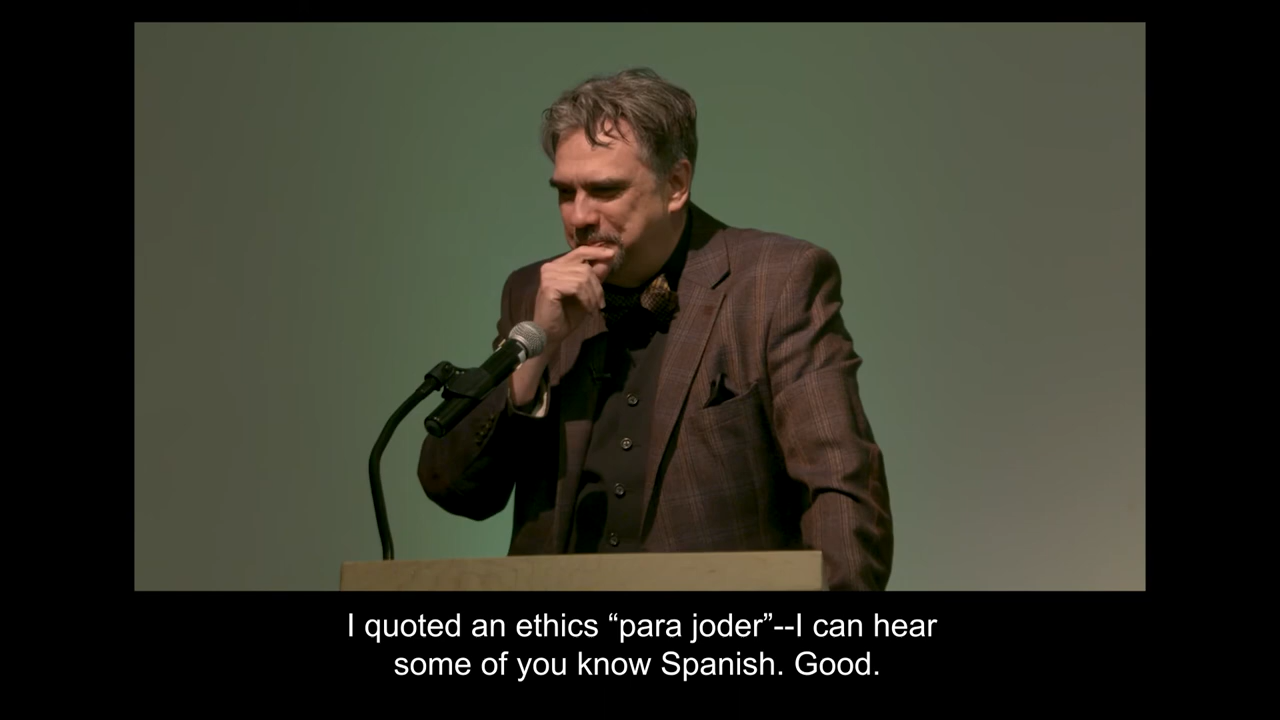 I quoted an ethics “para joder”--I can hear
some of you know Spanish. Good.